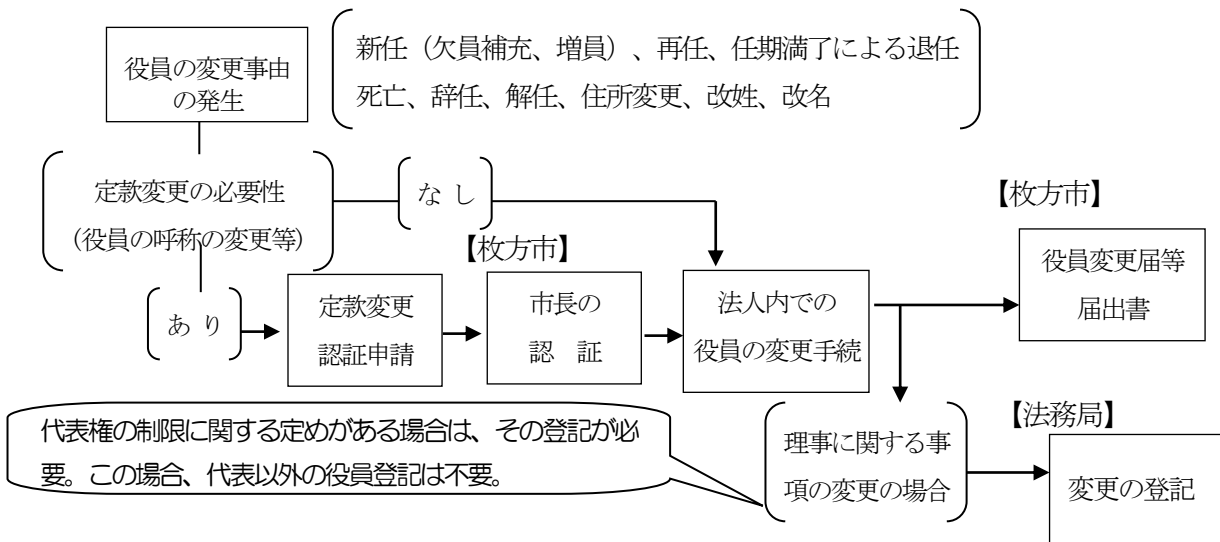 役員の変更事由
の発生
新任（欠員補充、増員）、再任、任期満了による退任
死亡、辞任、解任、住所変更、改姓、改名
定款変更の必要性
(役員の呼称の変更等)
な し
あ り
定款変更
認証申請
【枚方市】
市長の
認　証
法人内での
役員の変更手続
【枚方市】
役員変更届等
届出書
代表権の制限に関する定めがある場合は、その登記が必
要。この場合、代表以外の役員登記は不要。
理事に関する事
項の変更の場合
【法務局】
変更の登記